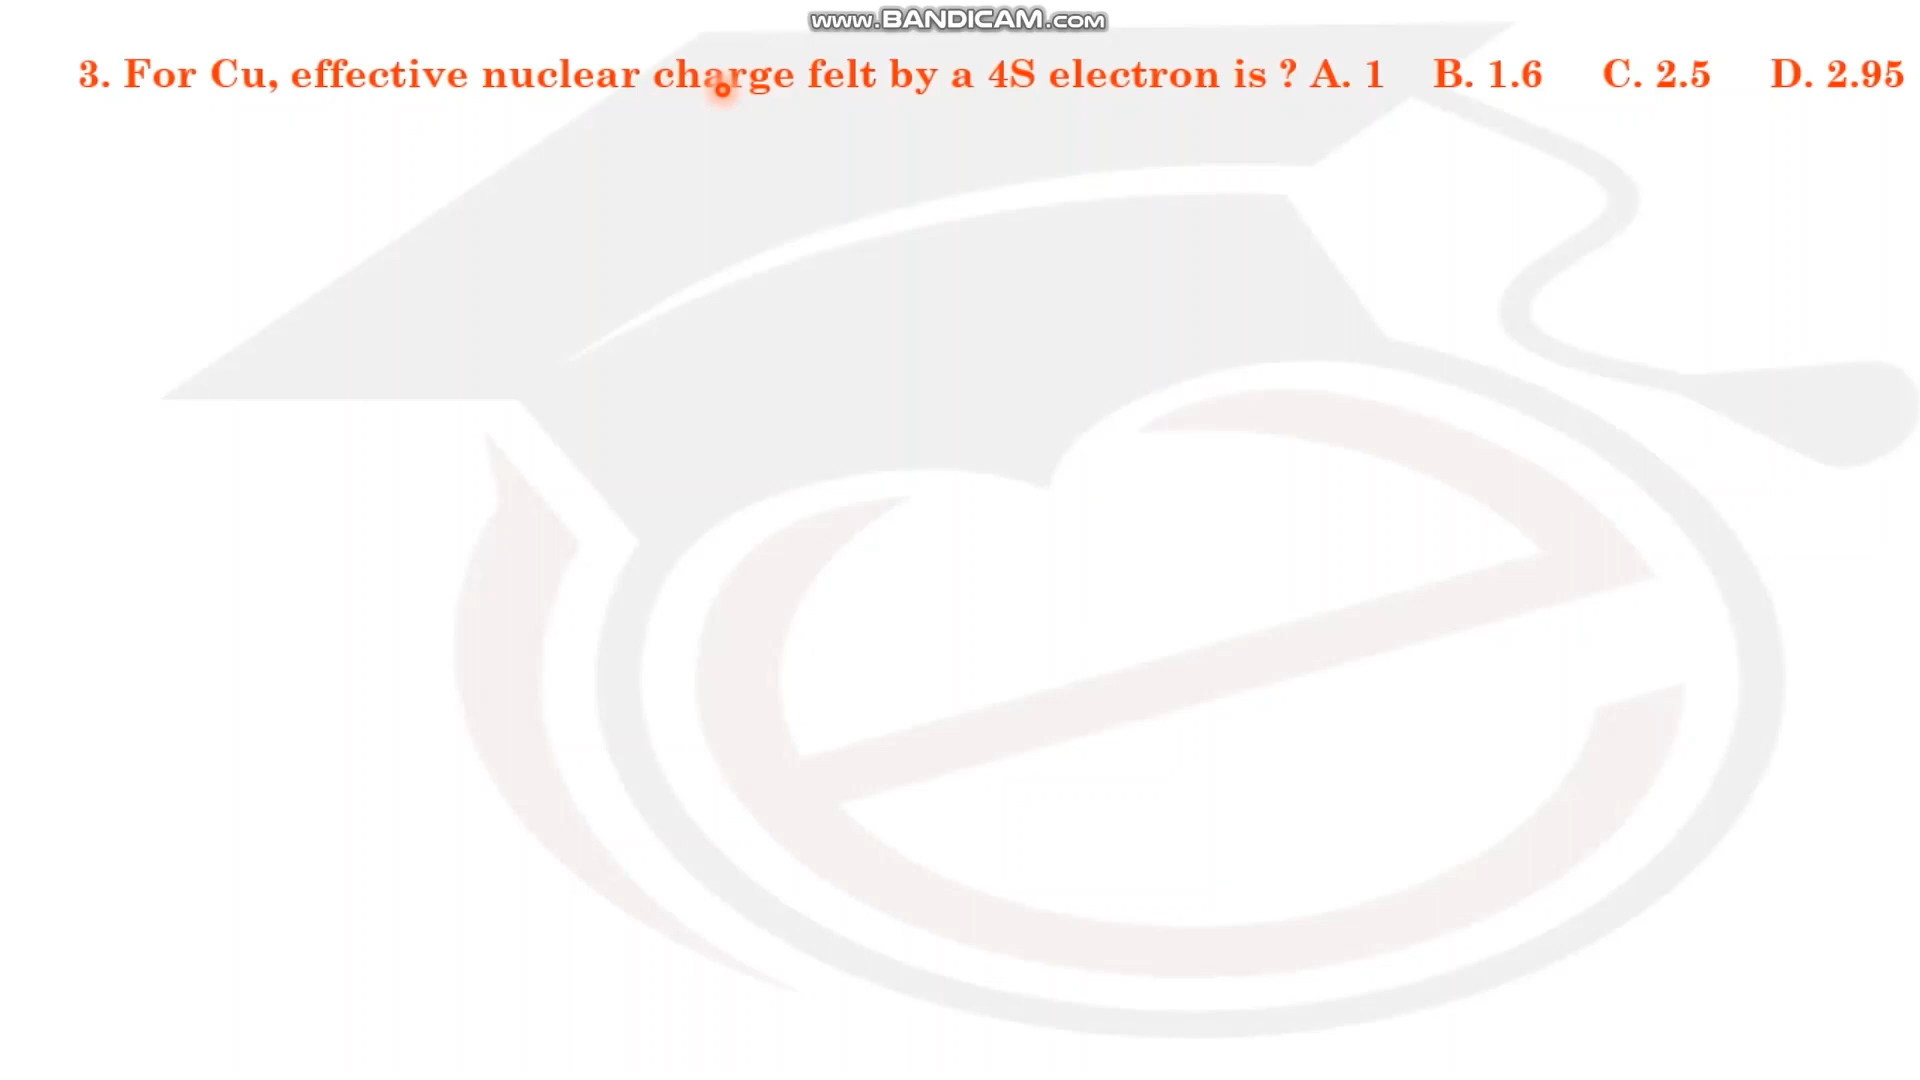 www.BANDICAM.com
3. For Cu, effective nuclear charge felt by a 4S electron is ? A. 1 B. 1.6 C. 2.5 D. 2.95